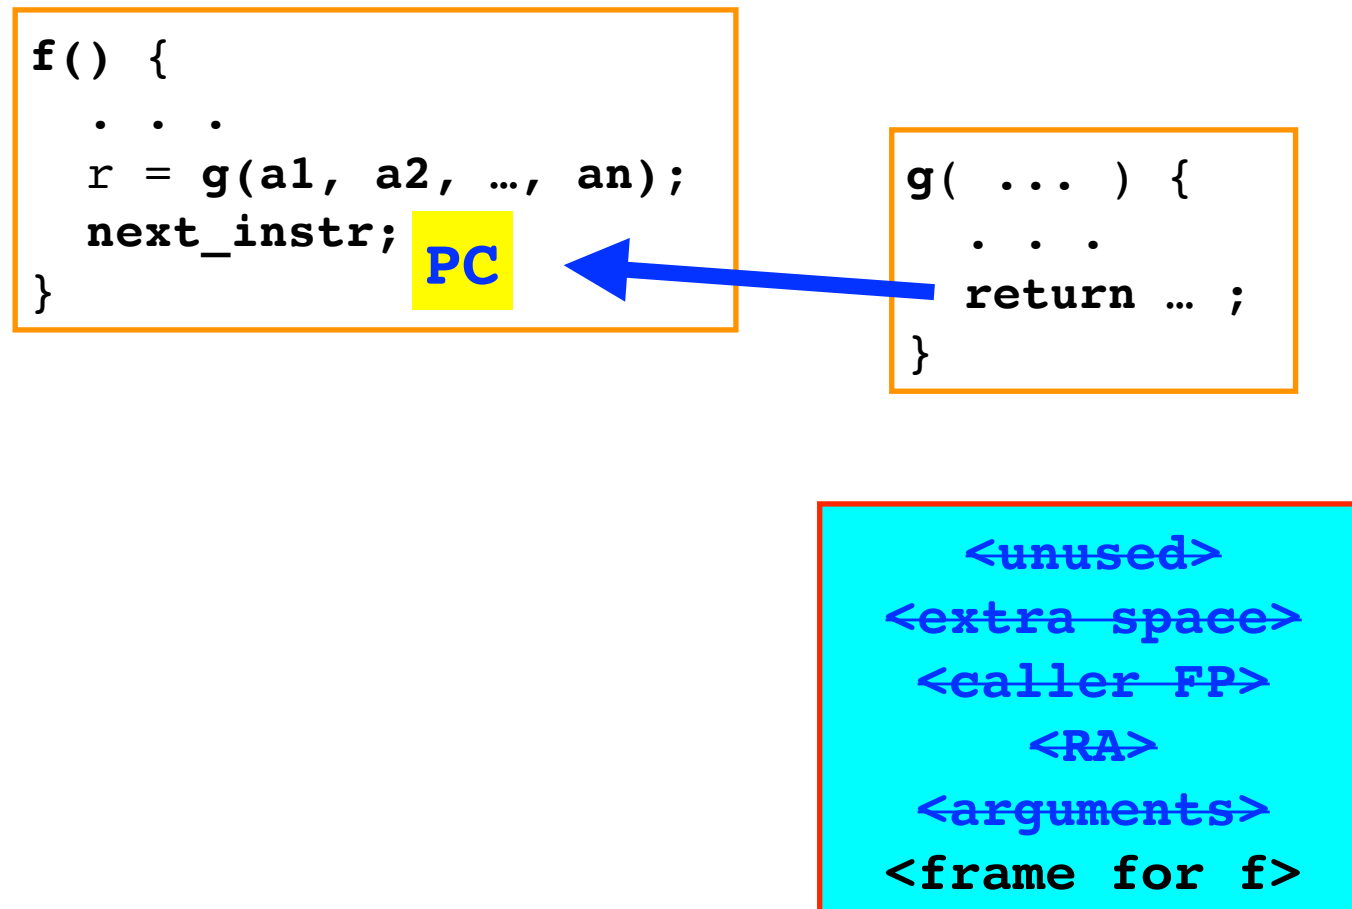 f() {
. . .
r = g(a1, a2, …, an);
next_instr;
PC
}
g( ... ) {
. . .
return … ;
}
<unused>
<extra space>
<caller FP>
<RA>
<arguments>
<frame for f>